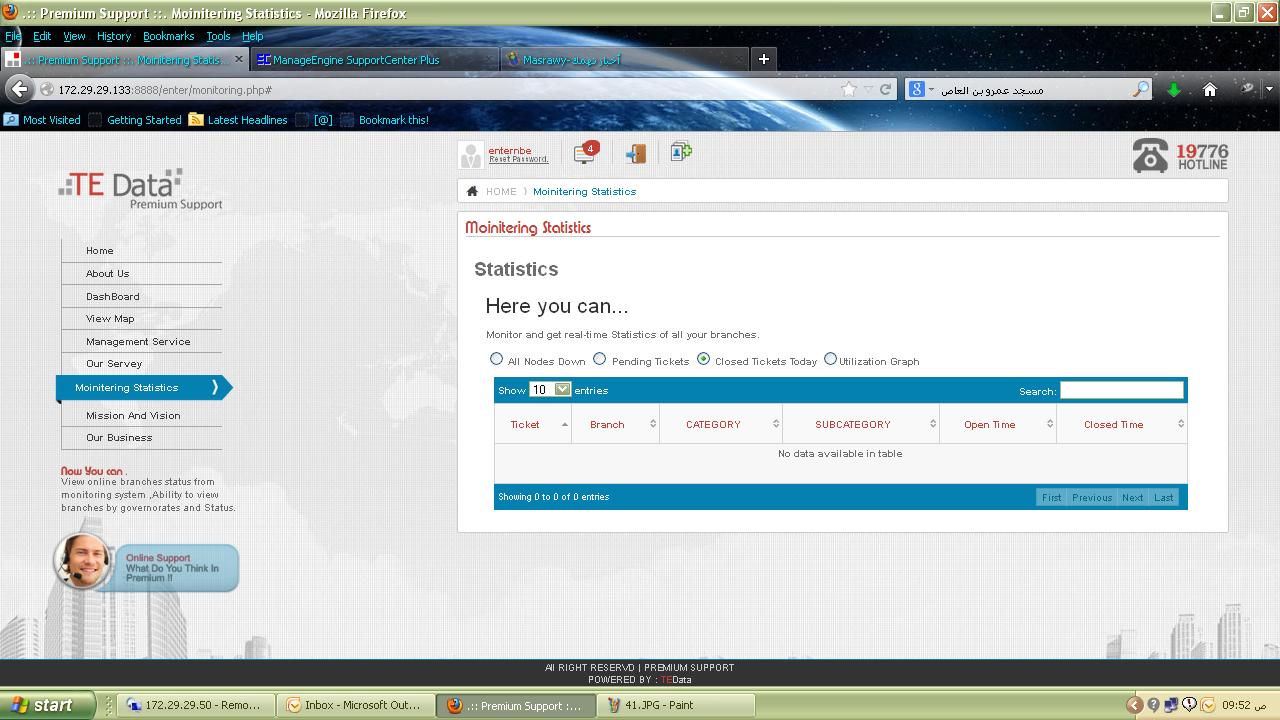 .:: Premium Support ::. Moinitering Statistics - Mozilla Firefox
File Edit View History Bookmarks Tools Help
.:: Premium Support ::. Moinitering Statis...
ManageEngine SupportCenter Plus
172.29.29.133
مسجد عمرو بن العاص
Most Visited Getting Started Latest Headlines [@] Bookmark this!
enternbe
Reset Password.
4
19776
HOTLINE
TE Data
Premium Support
HOME Moinitering Statistics
Moinitering Statistics
Home
About Us
DashBoard
View Map
Management Service
Our Servey
Moinitering Statistics
Mission And Vision
Our Business
Now You can .
View online branches status from
monitoring system ,Ability to view
branches by governorates and Status.
Online Support
What Do You Think In
Premium !!
Statistics
Here you can...
Monitor and get real-time Statistics of all your branches.
All Nodes Down Pending Tickets Closed Tickets Today Utilization Graph
Show 10 entries Search:
Ticket Branch CATEGORY SUBCATEGORY Open Time Closed Time
No data available in table
Showing 0 to 0 of 0 entries First Previous Next Last
All RIGHT RESERVD | PREMIUM SUPPORT
POWERED BY : TEData
start 172.29.29.50 - Remo... Inbox - Microsoft Out... .:: Premium Support :... 41.JPG - Paint 09:52 ص